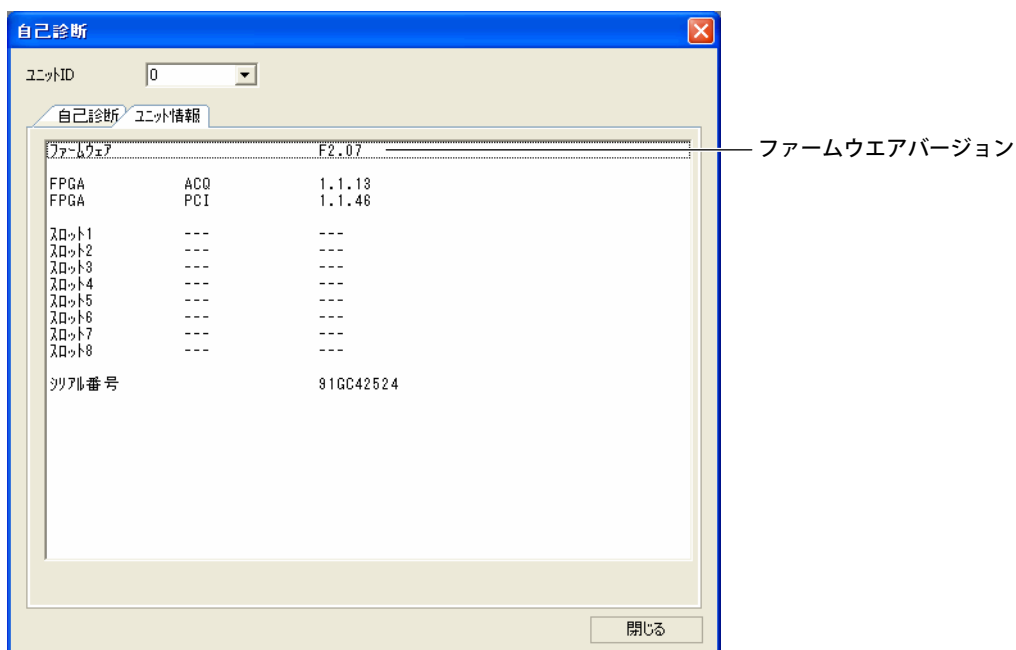 自己診断
ユニットID 0
自己診断 ユニット情報
ファームウェア F2.07
ファームウエアバージョン
FPGA ACQ 1.1.13
FPGA PCI 1.1.46
スロット1 --- ---
スロット2 --- ---
スロット3 --- ---
スロット4 --- ---
スロット5 --- ---
スロット6 --- ---
スロット7 --- ---
スロット8 --- ---
シリアル番号 91GC42524
閉じる